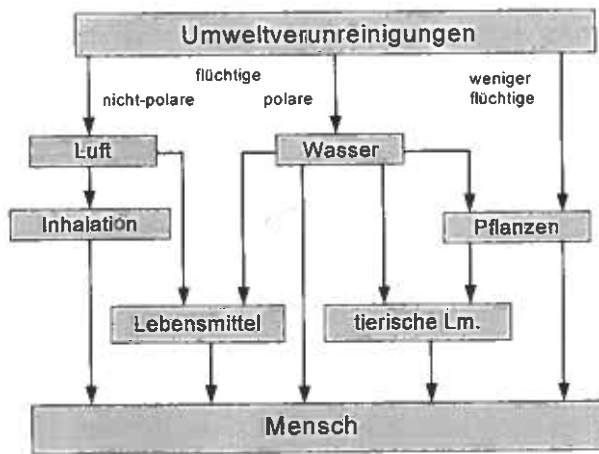 Umweltverunreinigungen
flüchtige
nicht-polare
polare
weniger
flüchtige
Luft
Wasser
Inhalation
Pflanzen
Lebensmittel
tierische Lm.
Mensch